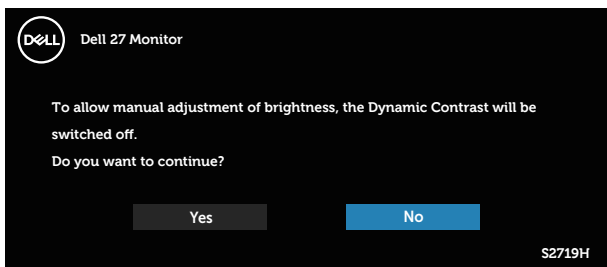 DELL
Dell 27 Monitor
To allow manual adjustment of brightness, the Dynamic Contrast will be
switched off.
Do you want to continue?
Yes No
S2719H